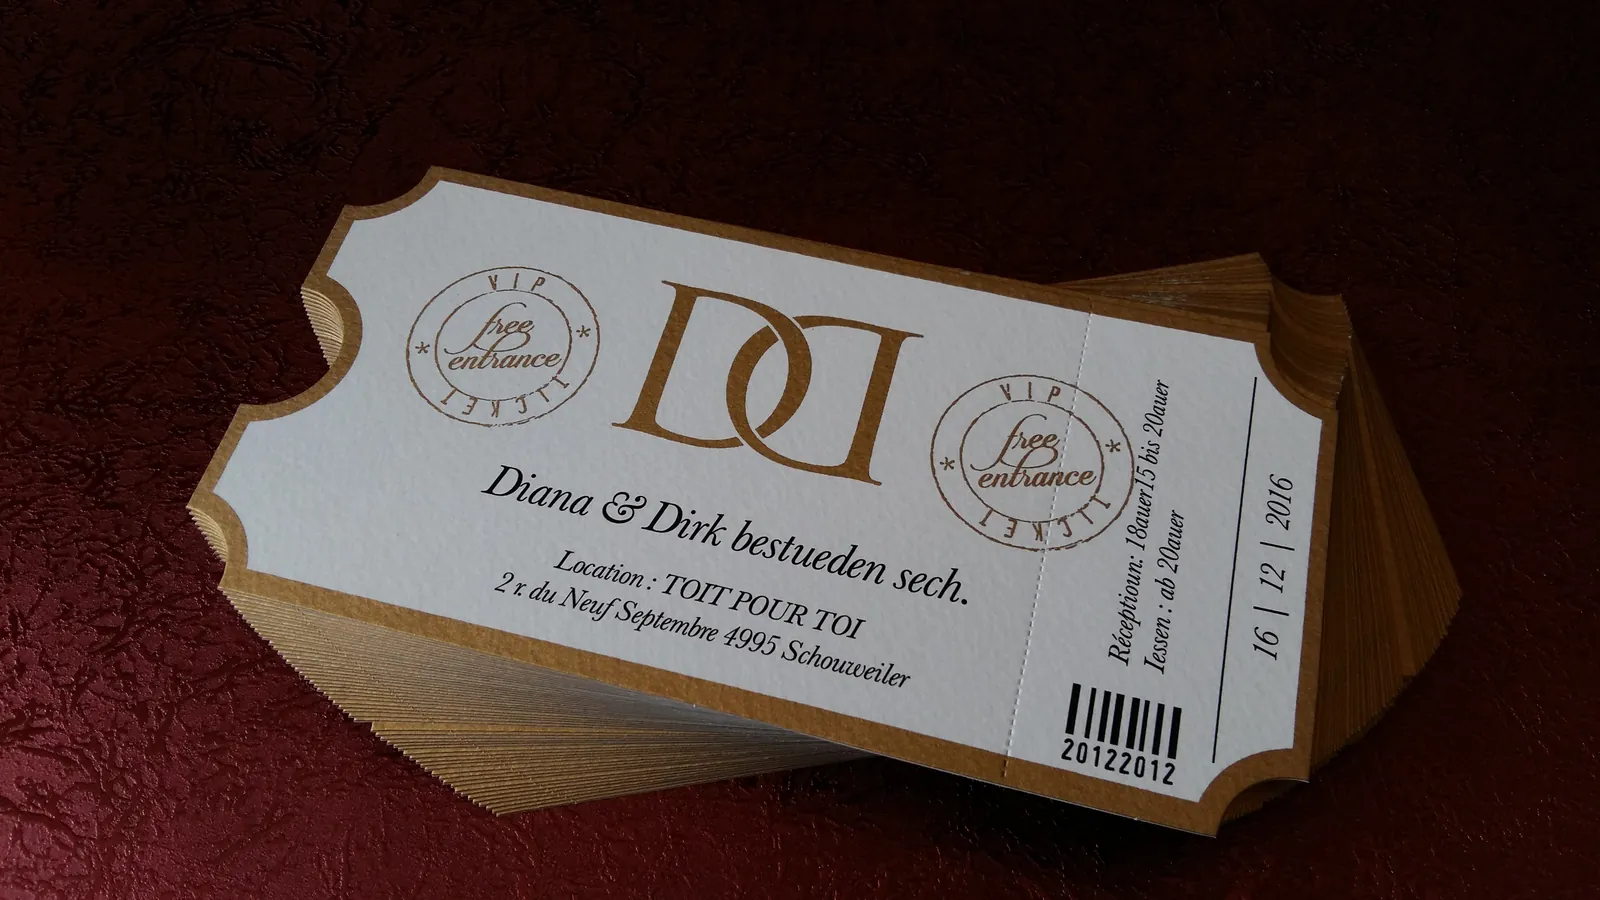 VIP
free
entrance
TICKET
DD
VIP
free
entrance
TICKET
Diana & Dirk bestueden sech.
Location : TOIT POUR TOI
2 r. du Neuf Septembre 4995 Schouweiler
Réceptioun: 18auer15 bis 20auer
Iessen : ab 20auer
20122012
16 | 12 | 2016